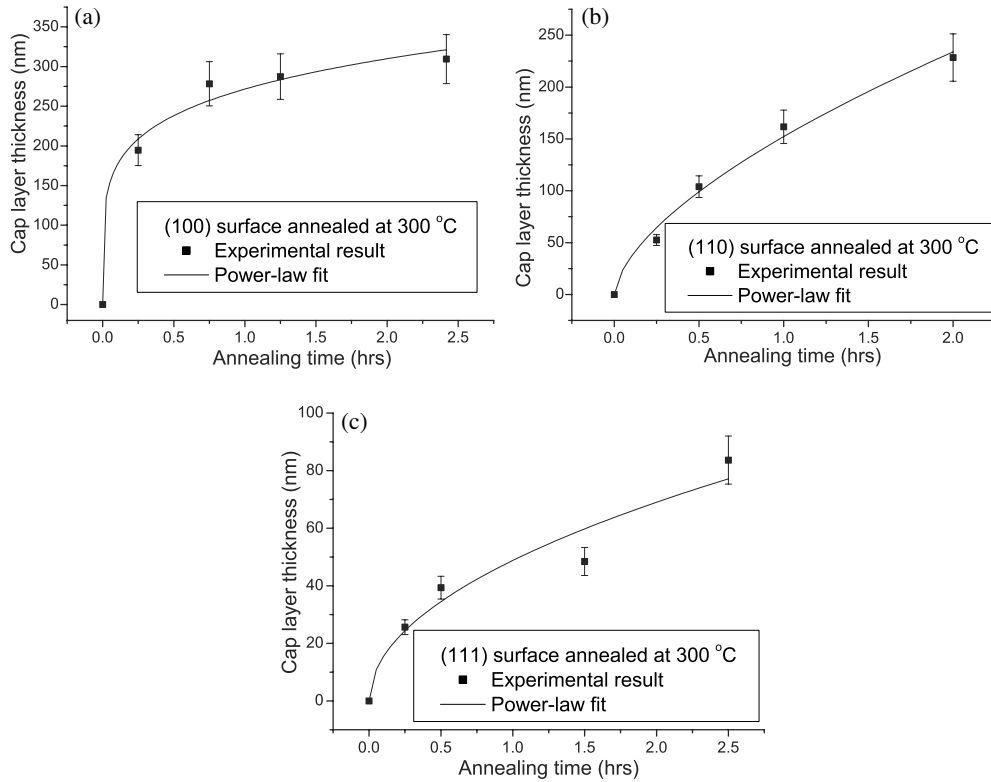 (a)
350
300
250
200
150
100
50
0
Cap layer thickness (nm)
(100) surface annealed at 300 °C
Experimental result
Power-law fit
0.0 0.5 1.0 1.5 2.0 2.5
Annealing time (hrs)
(b)
250
200
150
100
50
0
Cap layer thickness (nm)
(110) surface annealed at 300 °C
Experimental result
Power-law fit
0.0 0.5 1.0 1.5 2.0
Annealing time (hrs)
(c)
100
80
60
40
20
0
Cap layer thickness (nm)
(111) surface annealed at 300 °C
Experimental result
Power-law fit
0.0 0.5 1.0 1.5 2.0 2.5
Annealing time (hrs)